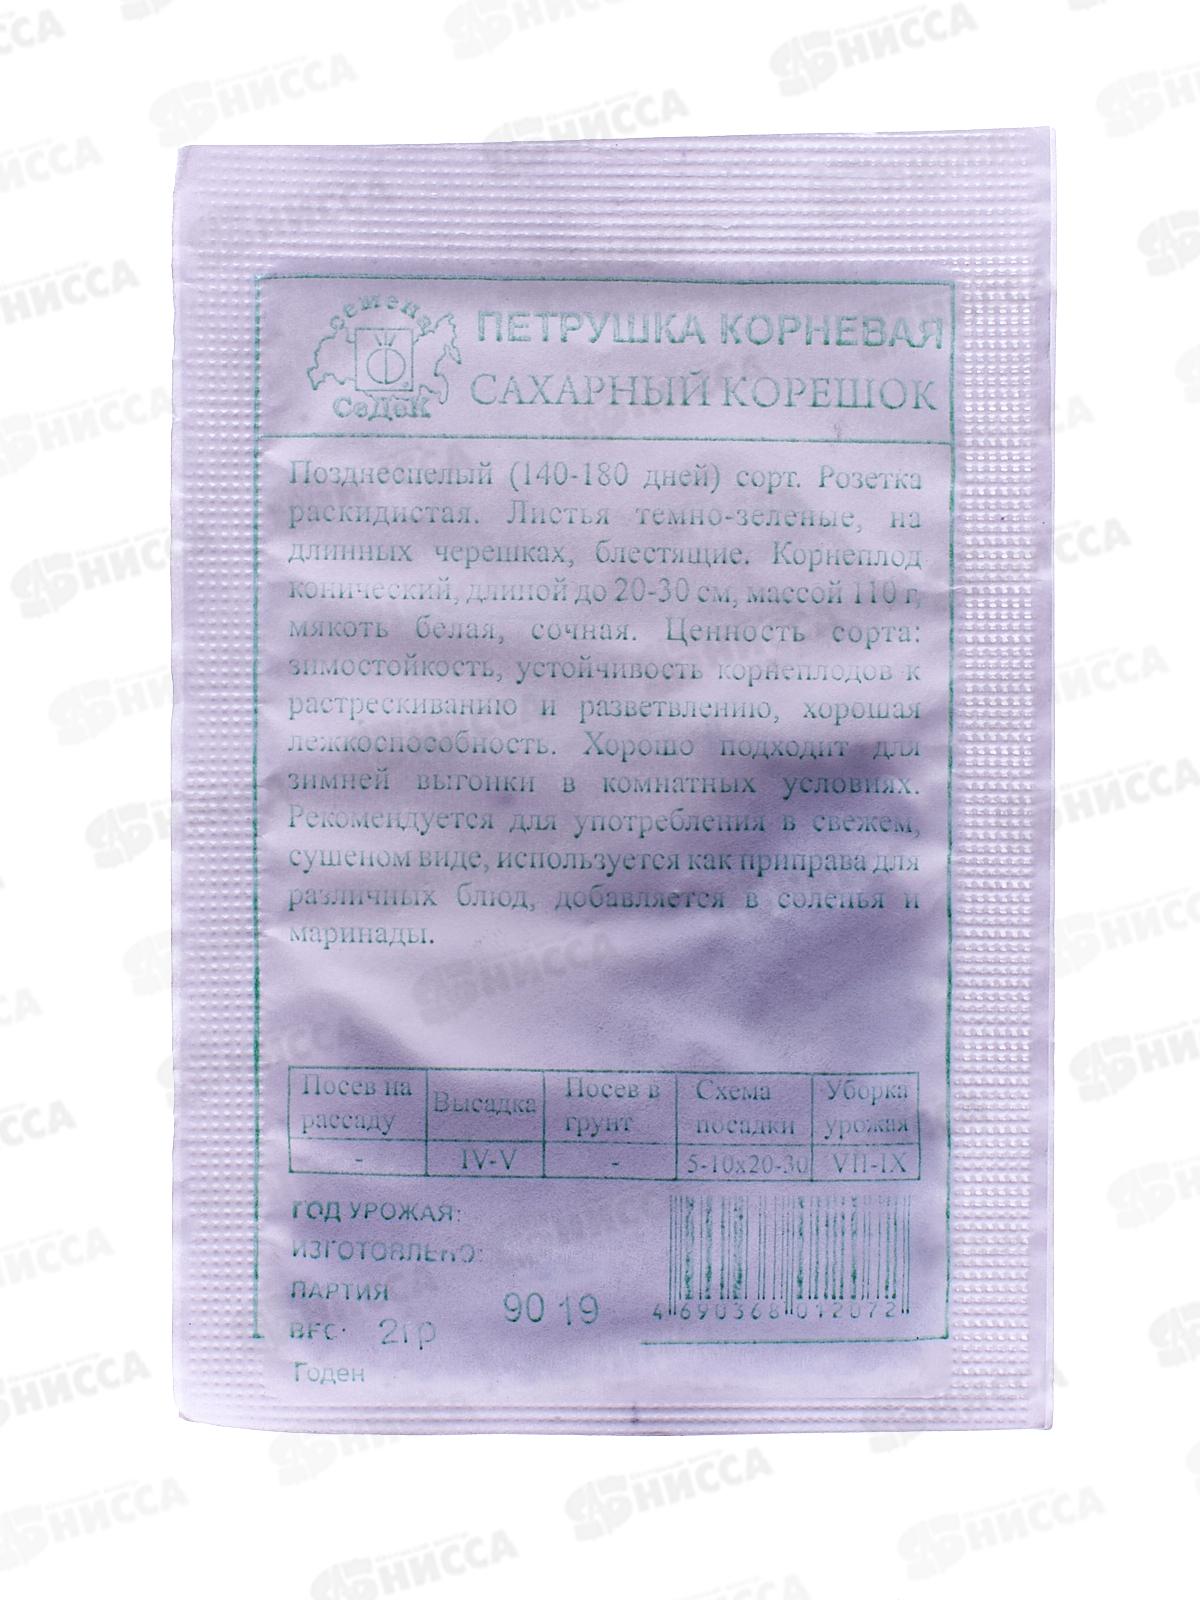 семена
СеДеК
ПЕТРУШКА КОРНЕВАЯ
САХАРНЫЙ КОРЕШОК
Позднеспелый (140-180 дней) сорт. Розетка
раскидистая. Листья темно-зеленые, на
длинных черешках, блестящие. Корнеплод
конический, длиной до 20-30 см, массой 110 г,
мякоть белая, сочная. Ценность сорта:
зимостойкость, устойчивость корнеплодов к
растрескиванию и разветвлению, хорошая
лежкоспособность. Хорошо подходит для
зимней выгонки в комнатных условиях.
Рекомендуется для употребления в свежем,
сушеном виде, используется как приправа для
различных блюд, добавляется в соленья и
маринады.
Посев на рассаду Высадка Посев в грунт Схема посадки Уборка урожая
- IV-V - 5-10х20-30 VII-IX
ГОД УРОЖАЯ:
ИЗГОТОВЛЕНО:
ПАРТИЯ 90 19
ВЕС: 2гр
Годен
4 690368 012072
ЯБНИССА